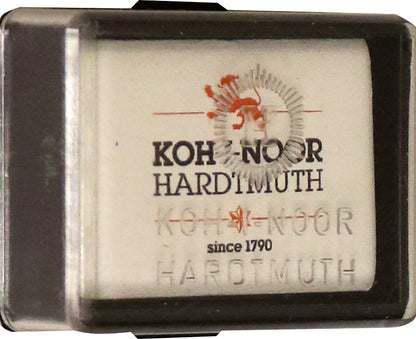 KOH-I-NOOR
HARDTMUTH
KOH-I-NOOR
since 1790
HARDTMUTH